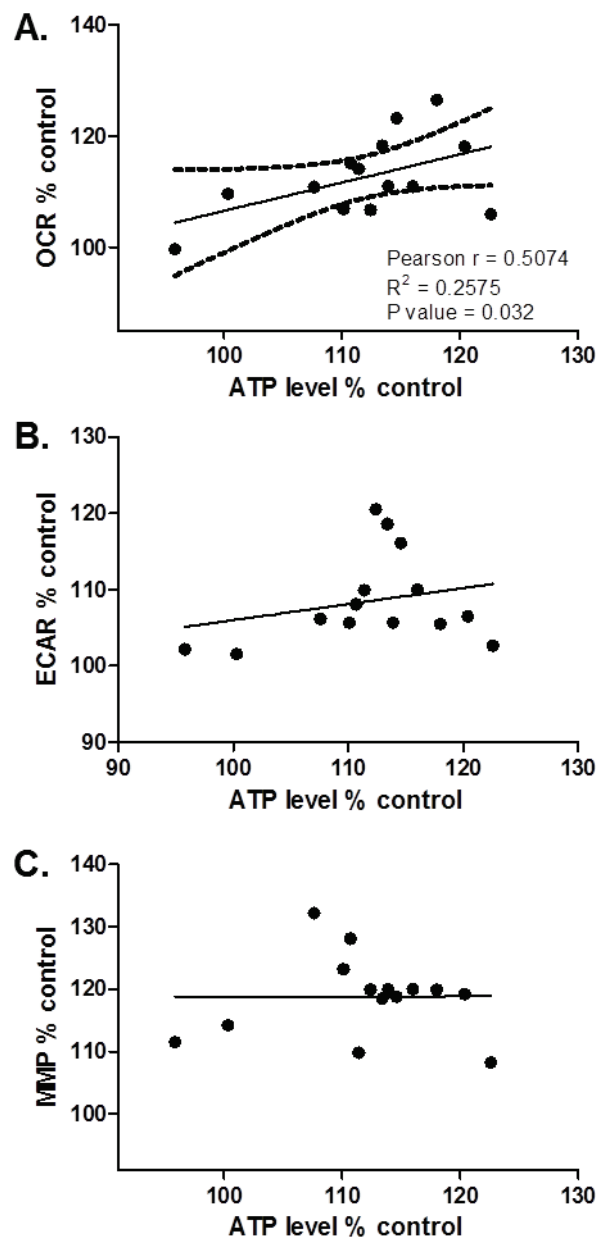 A.
140
130
120
110
100
OCR % control
Pearson r = 0.5074
R² = 0.2575
P value = 0.032
100 110 120 130
ATP level % control
B.
130
120
110
100
90
ECAR % control
90 100 110 120 130
ATP level % control
C.
140
130
120
110
100
MMP % control
100 110 120 130
ATP level % control